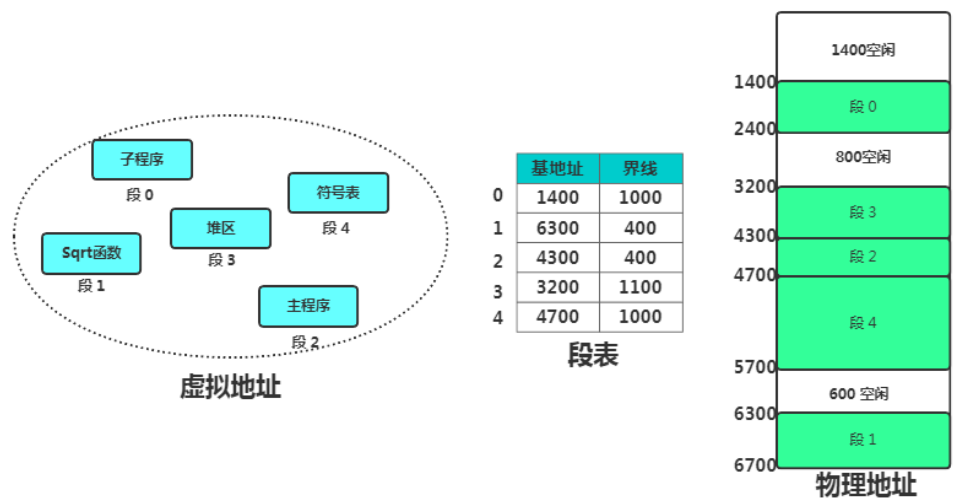 子程序
段 0
符号表
段 4
堆区
段 3
Sqrt函数
段 1
主程序
段 2
虚拟地址
基地址 界线
0 1400 1000
1 6300 400
2 4300 400
3 3200 1100
4 4700 1000
段表
1400空闲
1400
段 0
2400
800空闲
3200
段 3
4300
段 2
4700
段 4
5700
600 空闲
6300
段 1
6700
物理地址